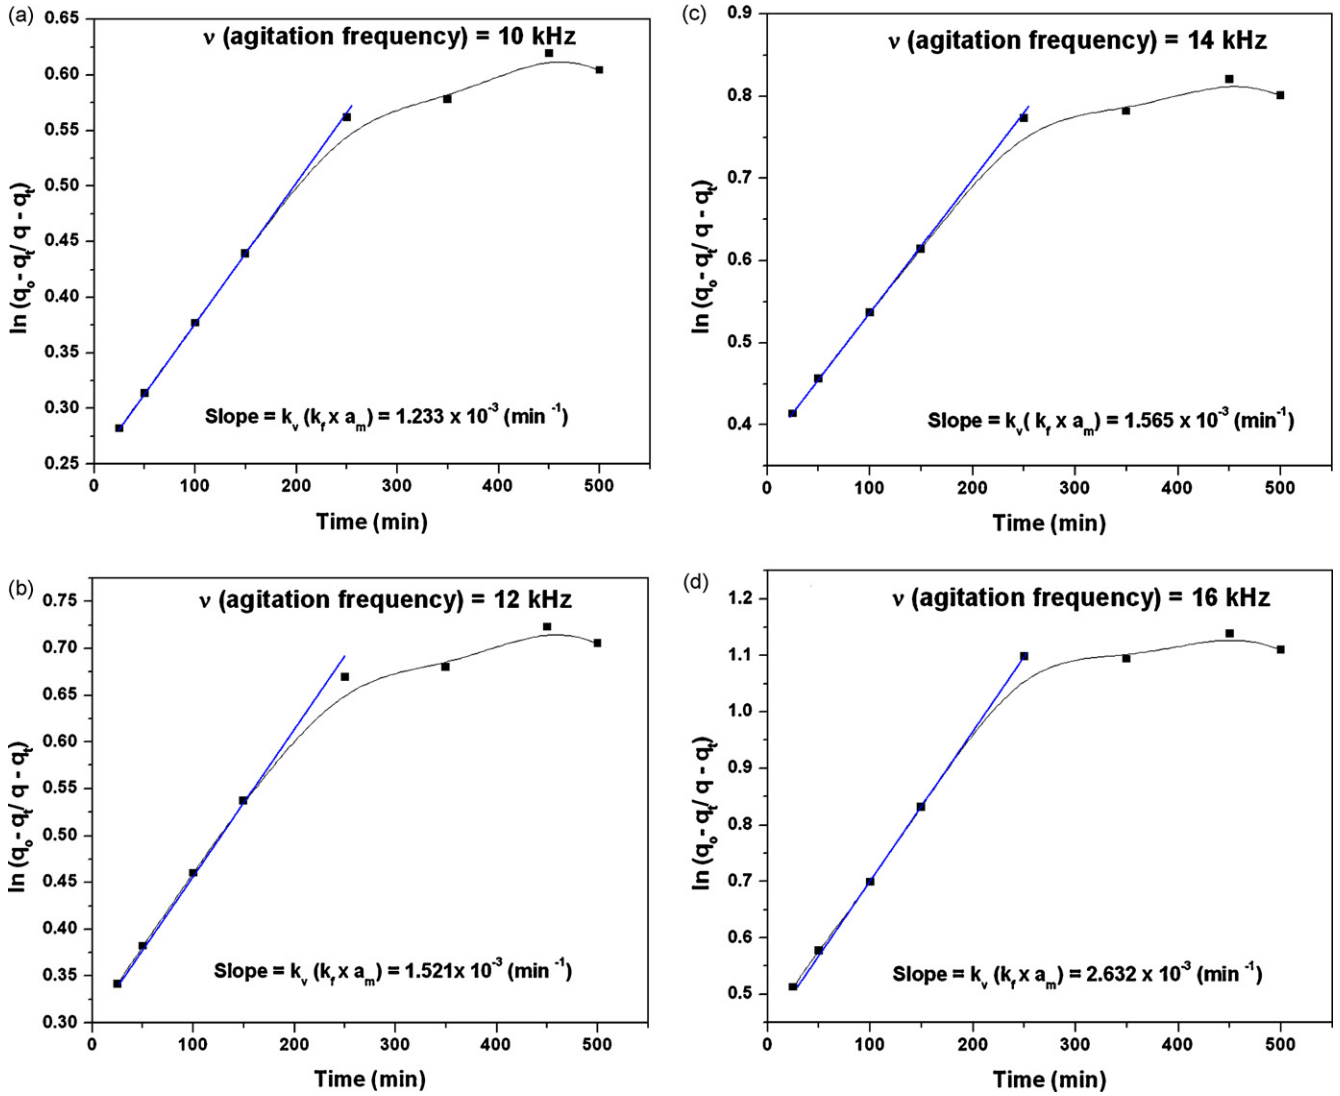 (a)
ν (agitation frequency) = 10 kHz
0.65
0.60
0.55
0.50
0.45
0.40
0.35
0.30
0.25
ln (qₒ - qₜ/ q - qₜ)
Slope = kᵥ (k_f x aₘ) = 1.233 x 10⁻³ (min ⁻¹)
0 100 200 300 400 500
Time (min)
(c)
ν (agitation frequency) = 14 kHz
0.9
0.8
0.7
0.6
0.5
0.4
ln (qₒ - qₜ/ q - qₜ)
Slope = kᵥ( k_f x aₘ) = 1.565 x 10⁻³ (min⁻¹)
0 100 200 300 400 500
Time (min)
(b)
ν (agitation frequency) = 12 kHz
0.75
0.70
0.65
0.60
0.55
0.50
0.45
0.40
0.35
0.30
ln (qₒ - qₜ/ q - qₜ)
Slope = kᵥ (k_f x aₘ) = 1.521x 10⁻³ (min ⁻¹)
0 100 200 300 400 500
Time (min)
(d)
ν (agitation frequency) = 16 kHz
1.2
1.1
1.0
0.9
0.8
0.7
0.6
0.5
ln (qₒ - qₜ/ q - qₜ)
Slope = kᵥ (k_f x aₘ) = 2.632 x 10⁻³ (min ⁻¹)
0 100 200 300 400 500
Time (min)